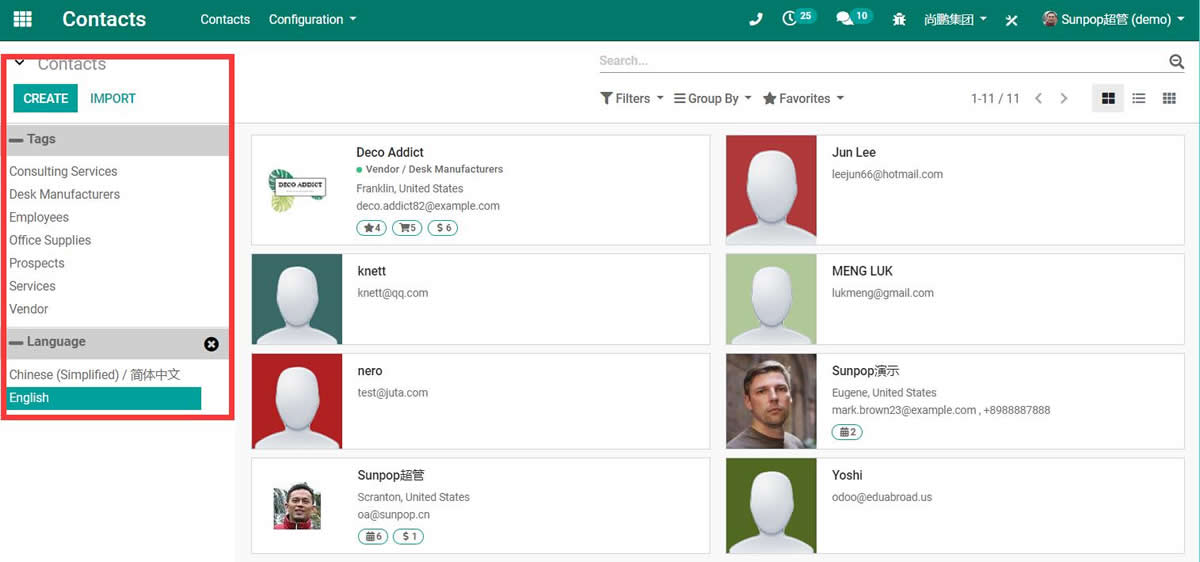 Contacts
Contacts
Configuration
25
10
尚鹏集团
Sunpop超管 (demo)
Contacts
CREATE
IMPORT
Search...
Filters
Group By
Favorites
1-11 / 11
Tags
Consulting Services
Desk Manufacturers
Employees
Office Supplies
Prospects
Services
Vendor
Language
Chinese (Simplified) / 简体中文
English
DECO ADDICT
Deco Addict
Vendor / Desk Manufacturers
Franklin, United States
deco.addict82@example.com
4
5
$ 6
Jun Lee
leejun66@hotmail.com
knett
knett@qq.com
MENG LUK
lukmeng@gmail.com
nero
test@juta.com
Sunpop演示
Eugene, United States
mark.brown23@example.com , +8988887888
2
Sunpop超管
Scranton, United States
oa@sunpop.cn
6
$ 1
Yoshi
odoo@eduabroad.us